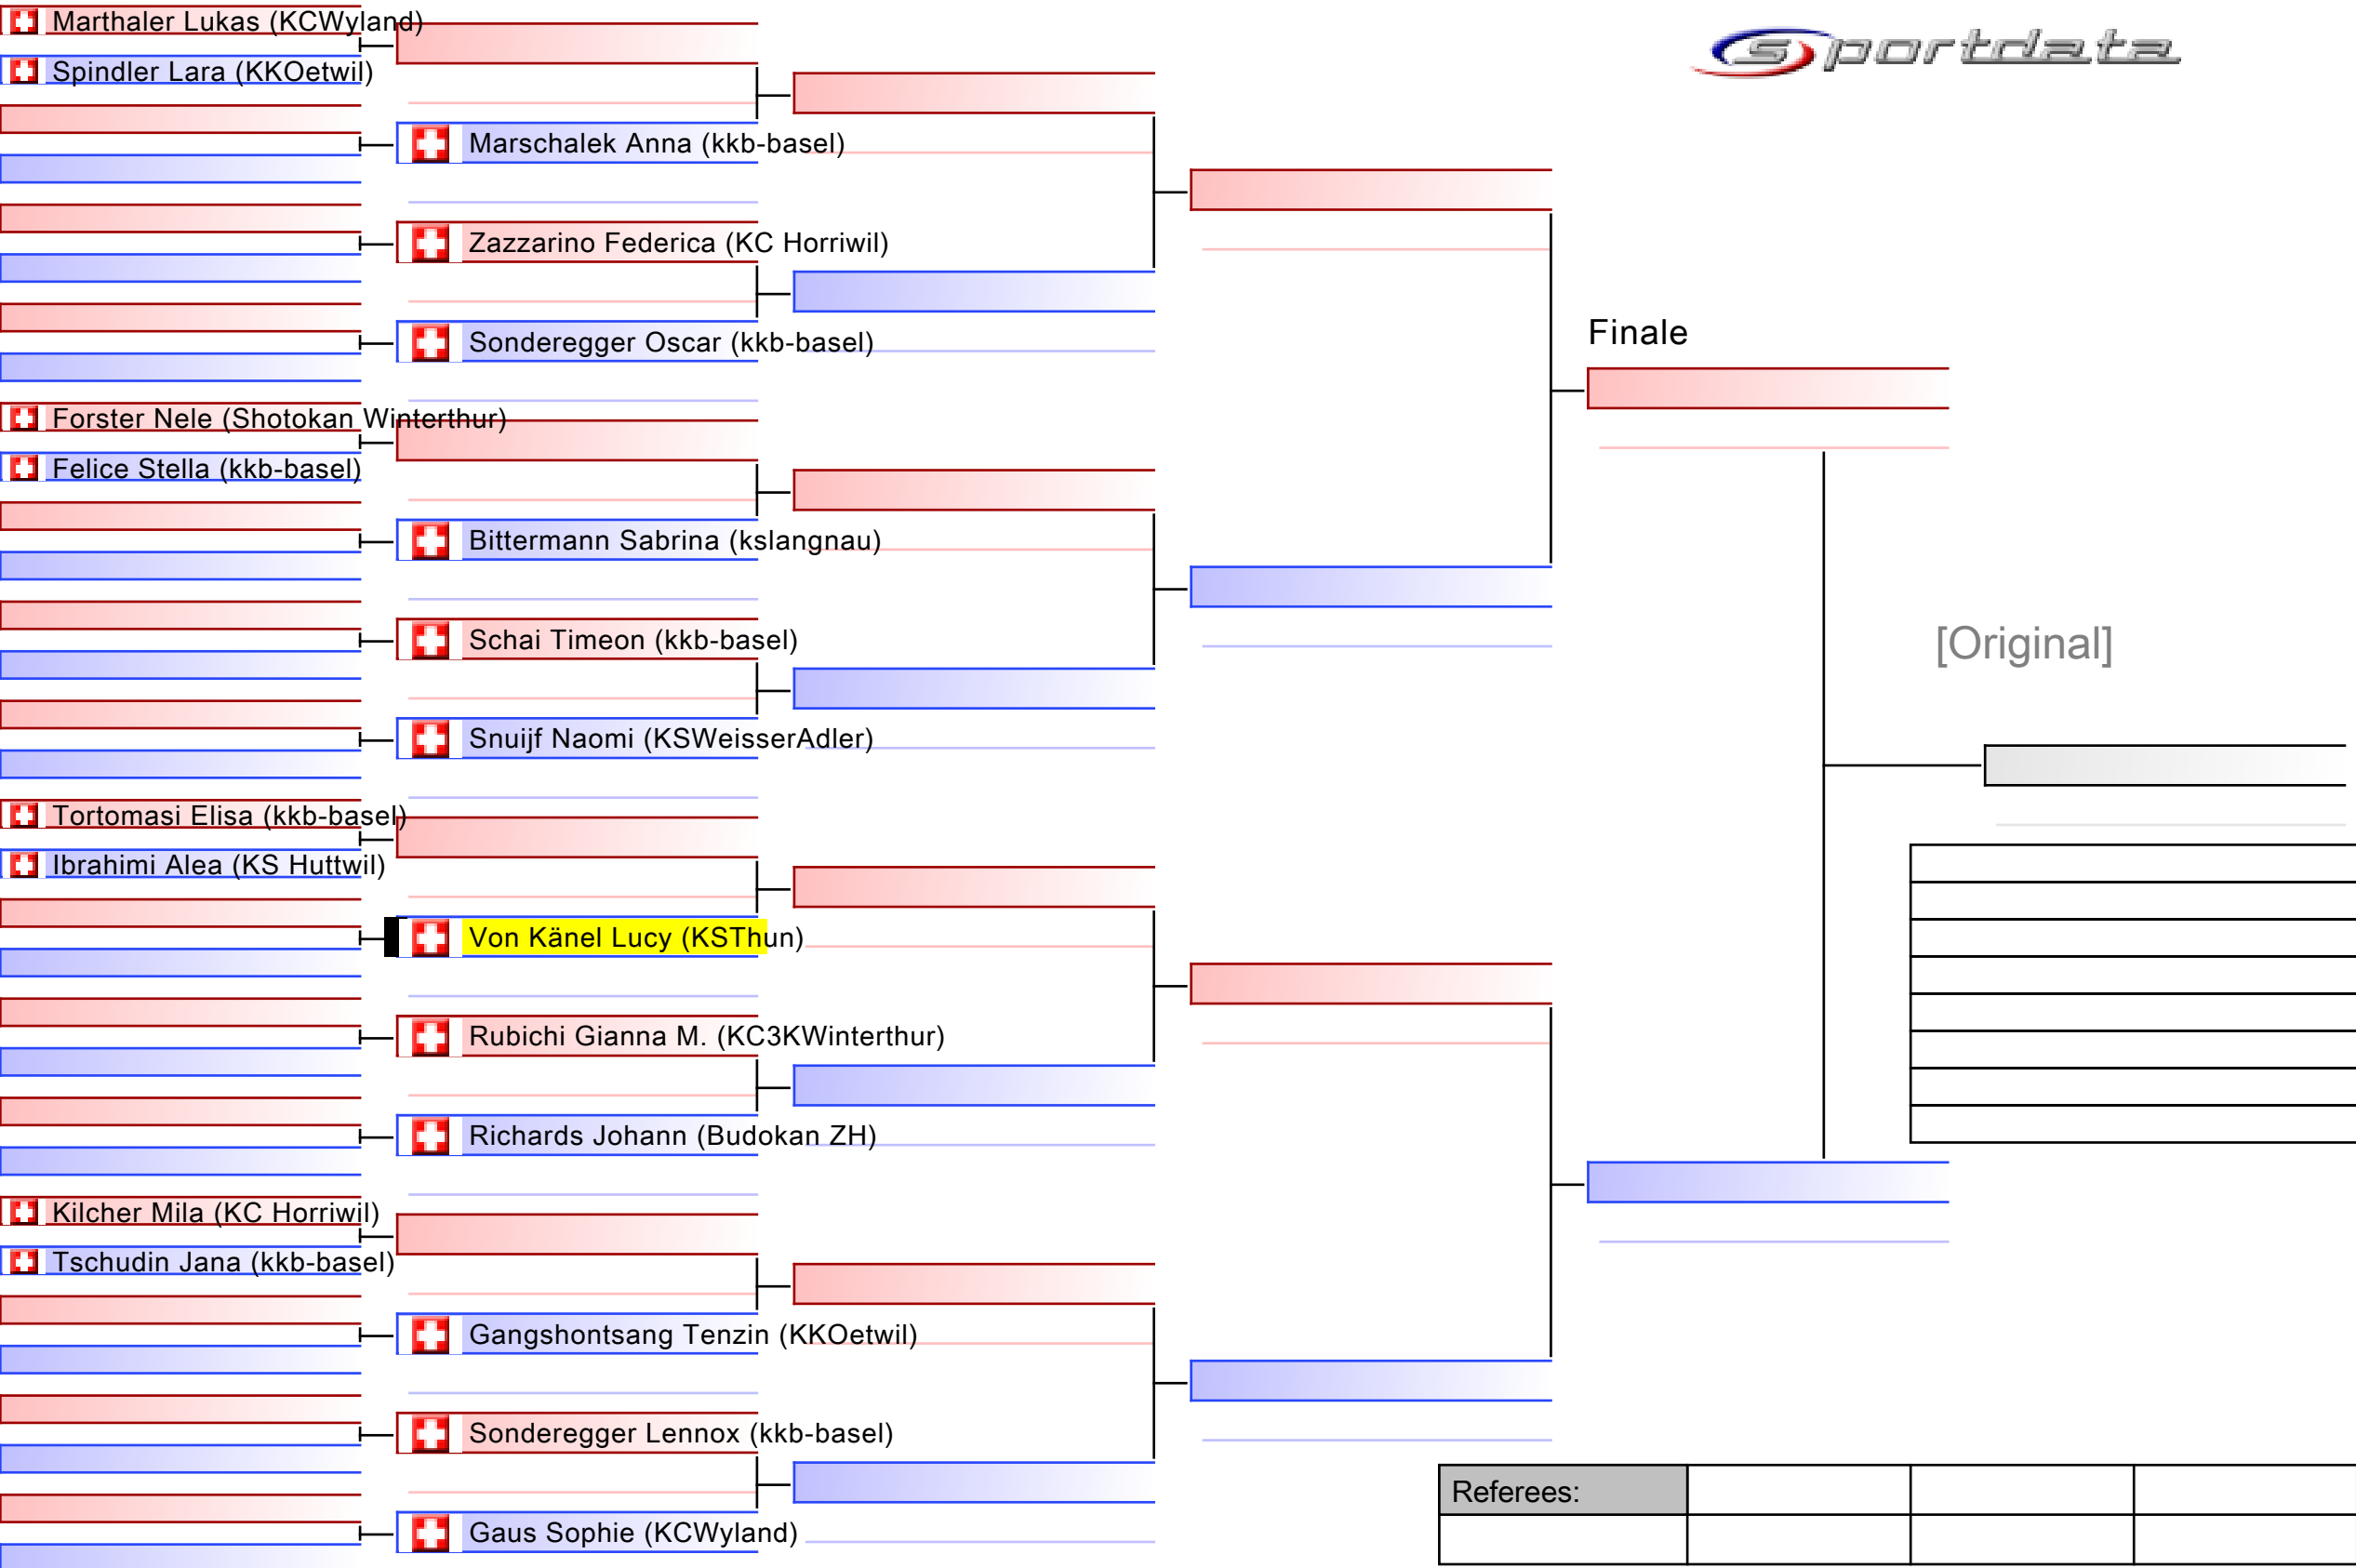 Marthaler Lukas (KCWyland)
sportdata
Spindler Lara (KKOetwil)
Marschalek Anna (kkb-basel)
Zazzarino Federica (KC Horriwil)
Sonderegger Oscar (kkb-basel)
Finale
Forster Nele (Shotokan Winterthur)
Felice Stella (kkb-basel)
Bittermann Sabrina (kslangnau)
Schai Timeon (kkb-basel)
[Original]
Snuijf Naomi (KSWeisserAdler)
Tortomasi Elisa (kkb-basel)
Ibrahimi Alea (KS Huttwil)
Von Känel Lucy (KSThun)
Rubichi Gianna M. (KC3KWinterthur)
Richards Johann (Budokan ZH)
Kilcher Mila (KC Horriwil)
Tschudin Jana (kkb-basel)
Gangshontsang Tenzin (KKOetwil)
Sonderegger Lennox (kkb-basel)
Referees:
Gaus Sophie (KCWyland)